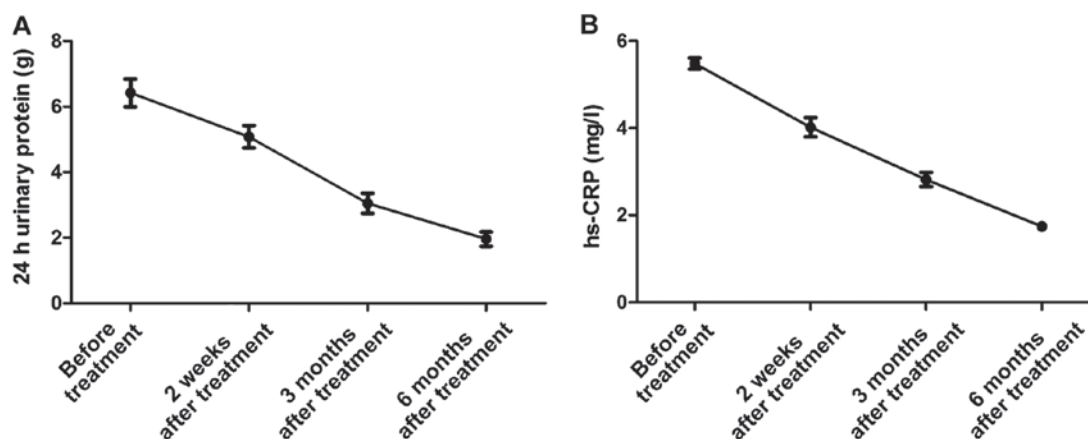 A
24 h urinary protein (g)
8
6
4
2
0
Before
treatment
2 weeks
after treatment
3 months
after treatment
6 months
after treatment
B
hs-CRP (mg/l)
6
4
2
0
Before
treatment
2 weeks
after treatment
3 months
after treatment
6 months
after treatment